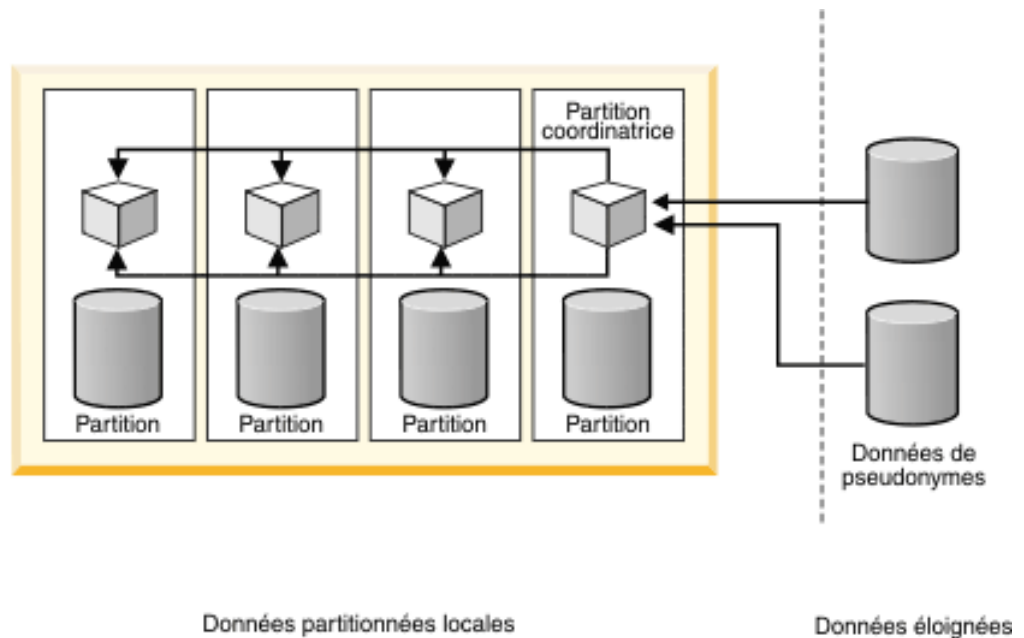 Partition
coordinatrice
Partition
Partition
Partition
Partition
Données de
pseudonymes
Données partitionnées locales
Données éloignées